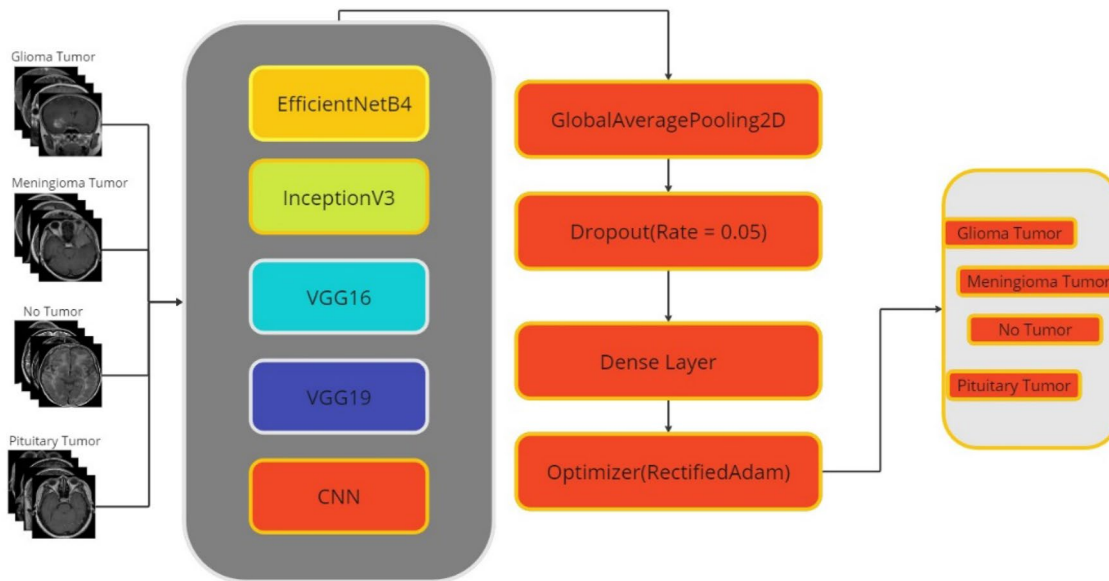 Glioma Tumor
Meningioma Tumor
No Tumor
Pituitary Tumor
EfficientNetB4
InceptionV3
VGG16
VGG19
CNN
GlobalAveragePooling2D
Dropout(Rate = 0.05)
Dense Layer
Optimizer(RectifiedAdam)
Glioma Tumor
Meningioma Tumor
No Tumor
Pituitary Tumor